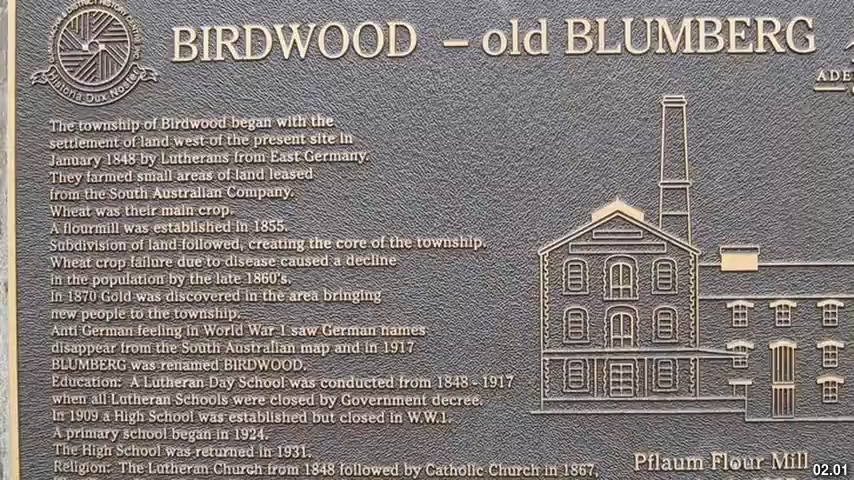 BIRDWOOD – old BLUMBERG
DISTRICT HISTORY CENTRE
Historia Dux Noster
ADE
The township of Birdwood began with the
settlement of land west of the present site in
January 1848 by Lutherans from East Germany.
They farmed small areas of land leased
from the South Australian Company.
Wheat was their main crop.
A flourmill was established in 1855.
Subdivision of land followed, creating the core of the township.
Wheat crop failure due to disease caused a decline
in the population by the late 1860's.
In 1870 Gold was discovered in the area bringing
new people to the township.
Anti German feeling in World War 1 saw German names
disappear from the South Australian map and in 1917
BLUMBERG was renamed BIRDWOOD.
Education: A Lutheran Day School was conducted from 1848 - 1917
when all Lutheran Schools were closed by Government decree.
In 1909 a High School was established but closed in W.W.1.
A primary school began in 1924.
The High School was returned in 1931.
Religion: The Lutheran Church from 1848 followed by Catholic Church in 1867,
Pflaum Flour Mill
02.01